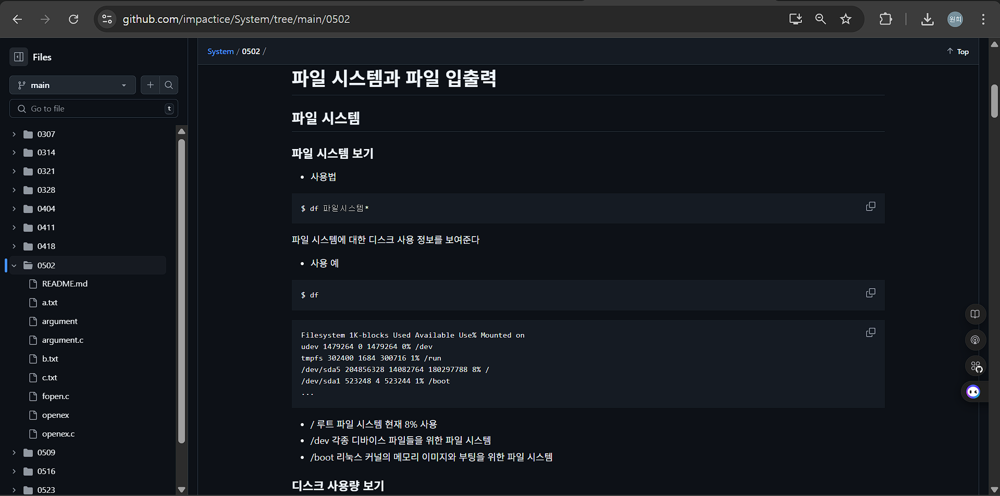 github.com/impactice/System/tree/main/0502
원희
Files
main
Go to file
t
0307
0314
0321
0328
0404
0411
0418
0502
README.md
a.txt
argument
argument.c
b.txt
c.txt
fopen.c
openex
openex.c
0509
0516
0523
System / 0502 /
Top
파일 시스템과 파일 입출력
파일 시스템
파일 시스템 보기
• 사용법
$ df 파일시스템*
파일 시스템에 대한 디스크 사용 정보를 보여준다
• 사용 예
$ df
Filesystem 1K-blocks Used Available Use% Mounted on
udev 1479264 0 1479264 0% /dev
tmpfs 302400 1684 300716 1% /run
/dev/sda5 204856328 14082764 180297788 8% /
/dev/sda1 523248 4 523244 1% /boot
...
• / 루트 파일 시스템 현재 8% 사용
• /dev 각종 디바이스 파일들을 위한 파일 시스템
• /boot 리눅스 커널의 메모리 이미지와 부팅을 위한 파일 시스템
디스크 사용량 보기